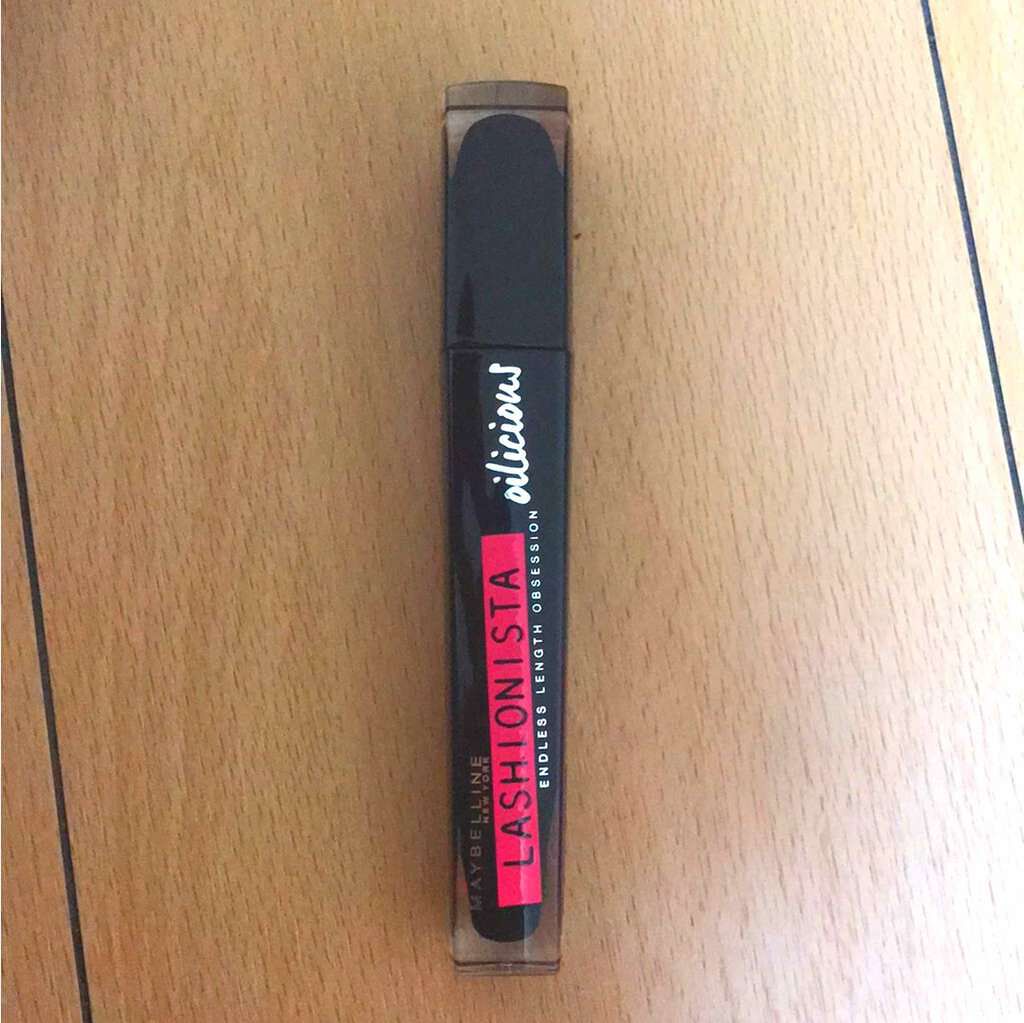 MAYBELLINE
NEW YORK
LASHIONISTA
oilicious
ENDLESS LENGTH OBSESSION